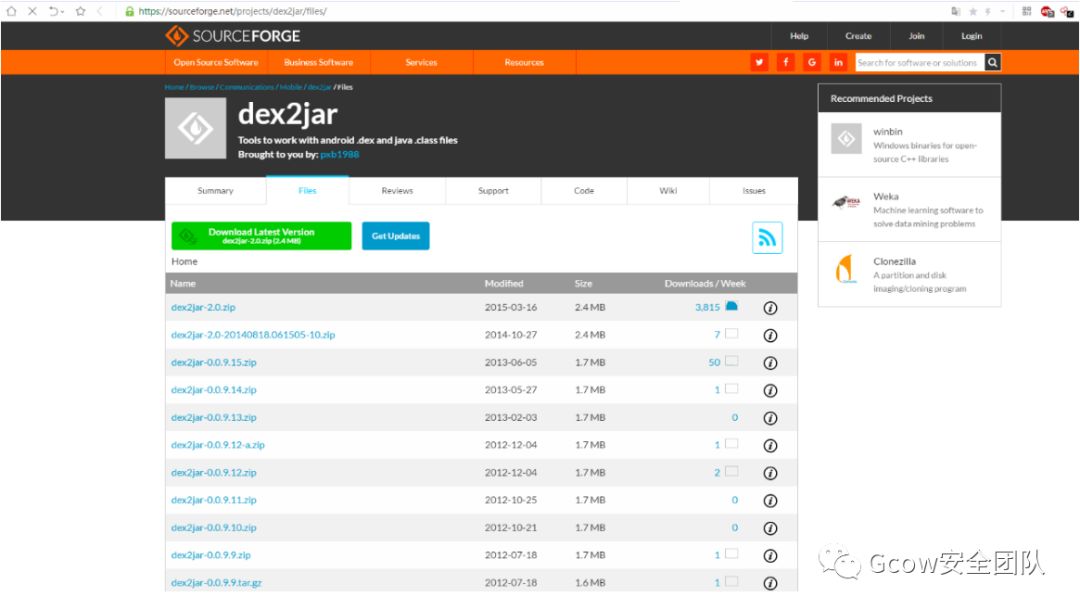 https://sourceforge.net/projects/dex2jar/files/
SOURCEFORGE
Help Create Join Login
Open Source Software Business Software Services Resources
Search for software or solutions
Home / Browse / Communications / Mobile / dex2jar / Files
dex2jar
Tools to work with android .dex and java .class files
Brought to you by: pxb1988
Summary Files Reviews Support Code Wiki Issues
Download Latest Version
dex2jar-2.0.zip (2.4 MB)
Get Updates
Home
Name Modified Size Downloads / Week
dex2jar-2.0.zip 2015-03-16 2.4 MB 3,815
dex2jar-2.0-20140818.061505-10.zip 2014-10-27 2.4 MB 7
dex2jar-0.0.9.15.zip 2013-06-05 1.7 MB 50
dex2jar-0.0.9.14.zip 2013-05-27 1.7 MB 1
dex2jar-0.0.9.13.zip 2013-02-03 1.7 MB 0
dex2jar-0.0.9.12-a.zip 2012-12-04 1.7 MB 1
dex2jar-0.0.9.12.zip 2012-12-04 1.7 MB 2
dex2jar-0.0.9.11.zip 2012-10-25 1.7 MB 0
dex2jar-0.0.9.10.zip 2012-10-21 1.7 MB 0
dex2jar-0.0.9.9.zip 2012-07-18 1.7 MB 1
dex2jar-0.0.9.9.tar.gz 2012-07-18 1.6 MB 1
Recommended Projects
winbin
Windows binaries for open-
source C++ libraries
Weka
Machine learning software to
solve data mining problems
Clonezilla
A partition and disk
imaging/cloning program
Gcow安全团队